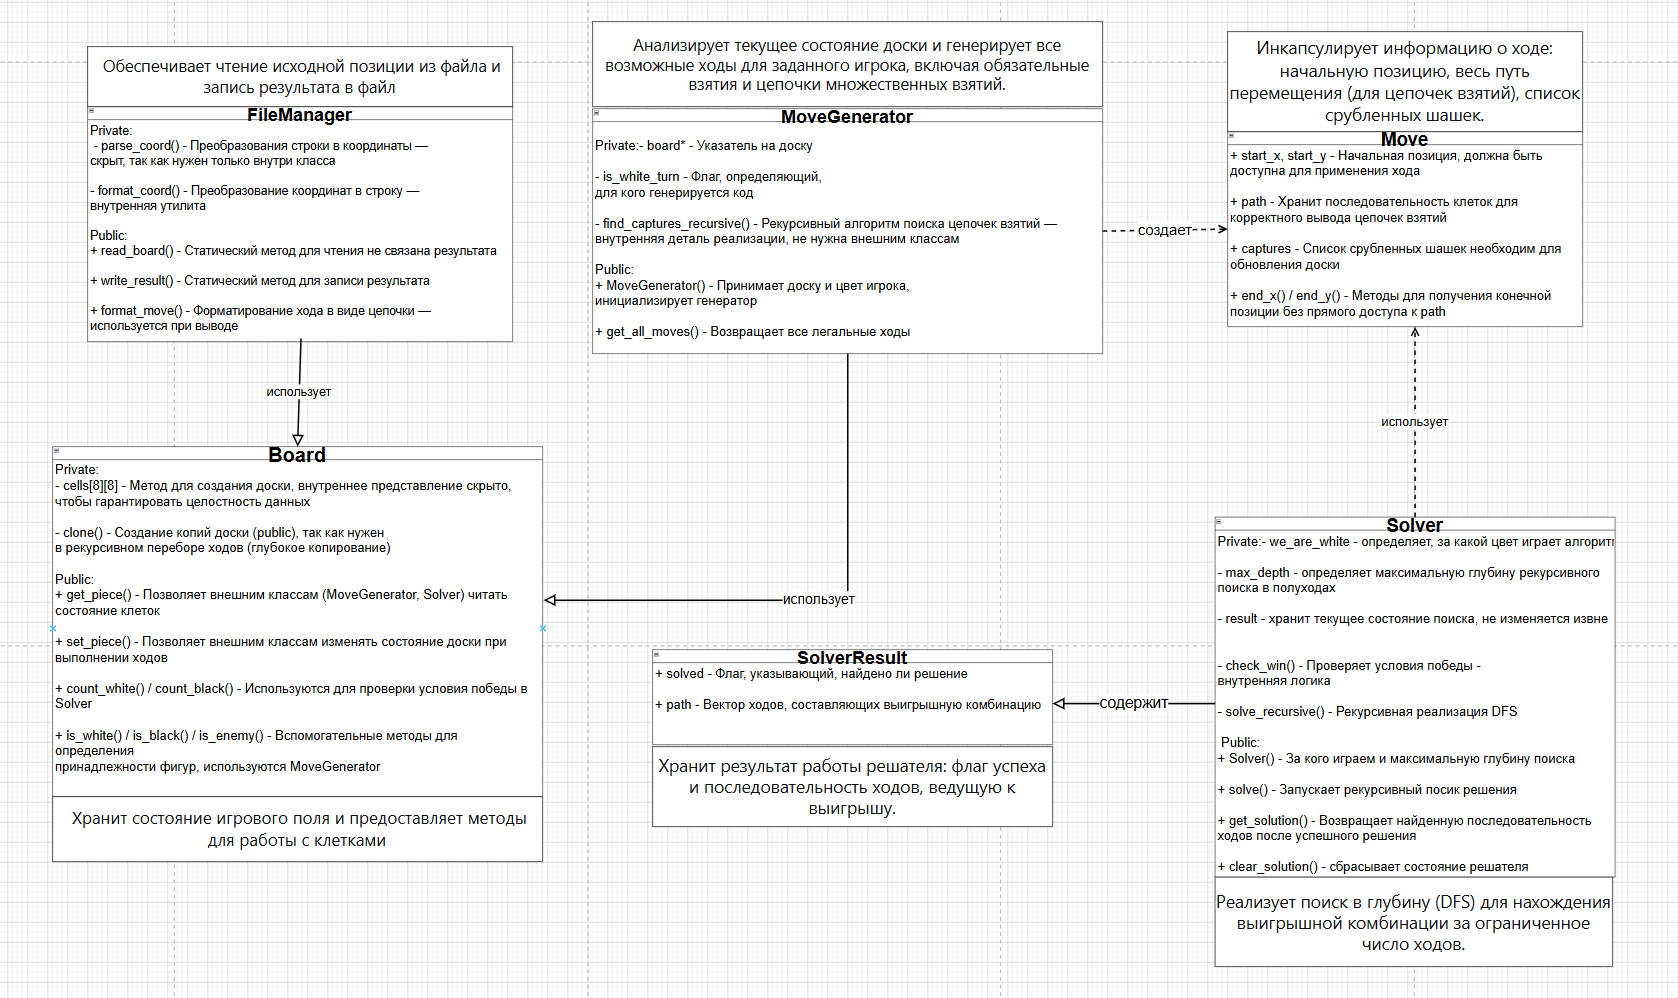 Обеспечивает чтение исходной позиции из файла и
запись результата в файл
FileManager
Private:
- parse_coord() - Преобразования строки в координаты —
скрыт, так как нужен только внутри класса
- format_coord() - Преобразование координат в строку —
внутренняя утилита
Public:
+ read_board() - Статический метод для чтения не связана результата
+ write_result() - Статический метод для записи результата
+ format_move() - Форматирование хода в виде цепочки —
используется при выводе
использует
Анализирует текущее состояние доски и генерирует все
возможные ходы для заданного игрока, включая обязательные
взятия и цепочки множественных взятий.
MoveGenerator
Private:- board* - Указатель на доску
- is_white_turn - Флаг, определяющий,
для кого генерируется код
- find_captures_recursive() - Рекурсивный алгоритм поиска цепочек взятий —
внутренняя деталь реализации, не нужна внешним классам
Public:
+ MoveGenerator() - Принимает доску и цвет игрока,
инициализирует генератор
+ get_all_moves() - Возвращает все легальные ходы
создает
Инкапсулирует информацию о ходе:
начальную позицию, весь путь
перемещения (для цепочек взятий), список
срубленных шашек.
Move
+ start_x, start_y - Начальная позиция, должна быть
доступна для применения хода
+ path - Хранит последовательность клеток для
корректного вывода цепочек взятий
+ captures - Список срубленных шашек необходим для
обновления доски
+ end_x() / end_y() - Методы для получения конечной
позиции без прямого доступа к path
использует
Board
Private:
- cells[8][8] - Метод для создания доски, внутреннее представление скрыто,
чтобы гарантировать целостность данных
- clone() - Создание копий доски (public), так как нужен
в рекурсивном переборе ходов (глубокое копирование)
Public:
+ get_piece() - Позволяет внешним классам (MoveGenerator, Solver) читать
состояние клеток
+ set_piece() - Позволяет внешним классам изменять состояние доски при
выполнении ходов
+ count_white() / count_black() - Используются для проверки условия победы в
Solver
+ is_white() / is_black() / is_enemy() - Вспомогательные методы для
определения
принадлежности фигур, используются MoveGenerator
Хранит состояние игрового поля и предоставляет методы
для работы с клетками
использует
SolverResult
+ solved - Флаг, указывающий, найдено ли решение
+ path - Вектор ходов, составляющих выигрышную комбинацию
Хранит результат работы решателя: флаг успеха
и последовательность ходов, ведущую к
выигрышу.
содержит
Solver
Private:- we_are_white - определяет, за какой цвет играет алгорит
- max_depth - определяет максимальную глубину рекурсивного
поиска в полуходах
- result - хранит текущее состояние поиска, не изменяется извне
- check_win() - Проверяет условия победы -
внутренняя логика
- solve_recursive() - Рекурсивная реализация DFS
Public:
+ Solver() - За кого играем и максимальную глубину поиска
+ solve() - Запускает рекурсивный посик решения
+ get_solution() - Возвращает найденную последовательность
ходов после успешного решения
+ clear_solution() - сбрасывает состояние решателя
Реализует поиск в глубину (DFS) для нахождения
выигрышной комбинации за ограниченное
число ходов.